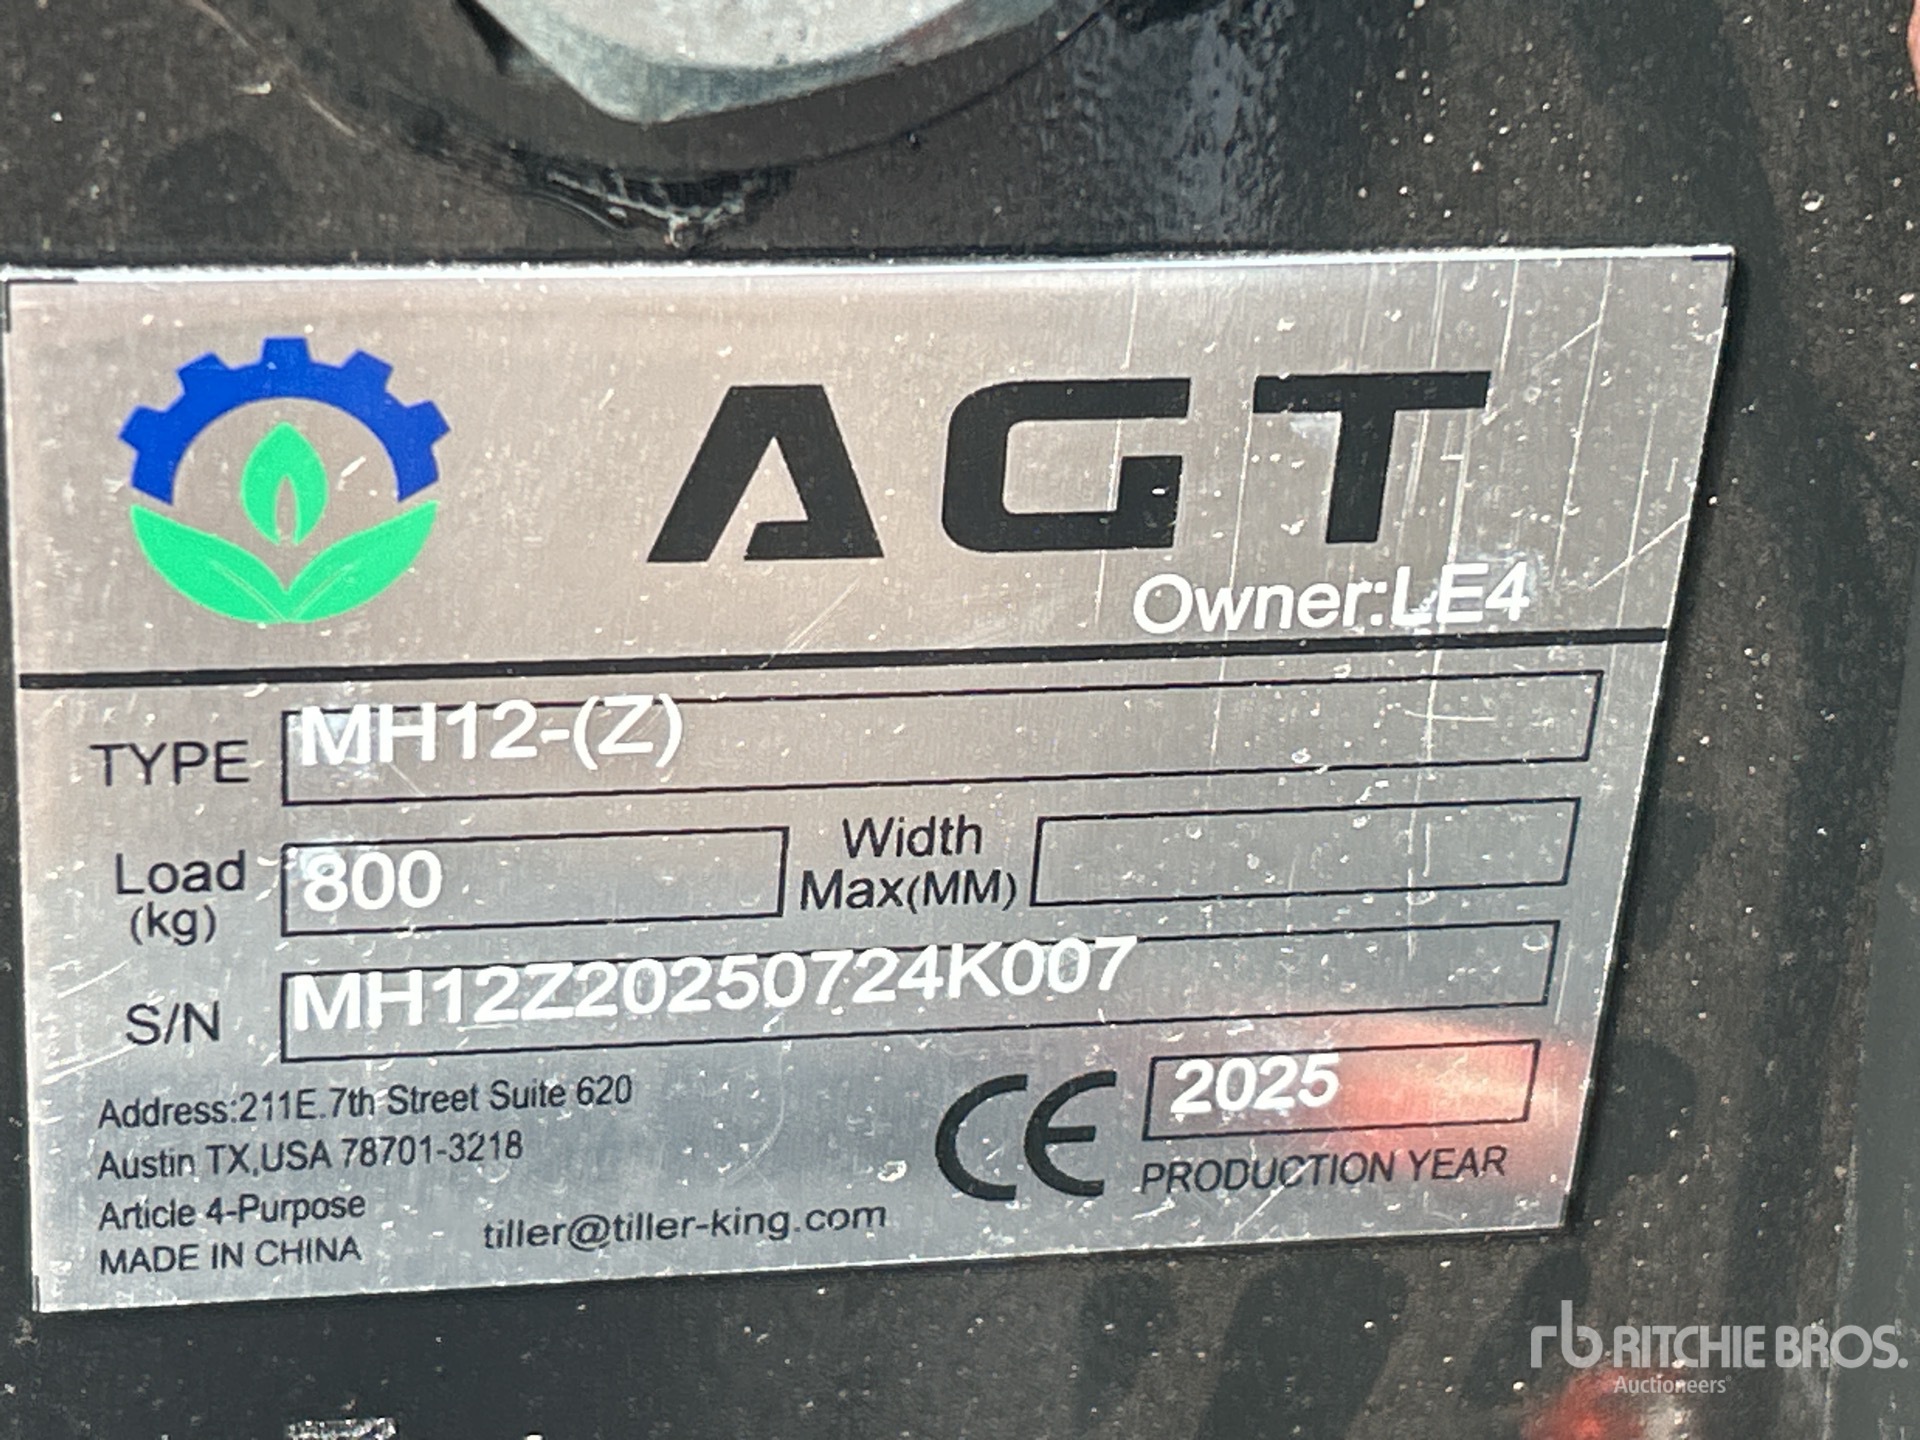 AGT
Owner:LE4
TYPE MH12-(Z)
Load (kg) 800 Width Max(MM)
S/N MH12Z20250724K007
Address:211E.7th Street Suite 620
Austin TX,USA 78701-3218
Article 4-Purpose
MADE IN CHINA
tiller@tiller-king.com
CE 2025
PRODUCTION YEAR
rb RITCHIE BROS.
Auctioneers